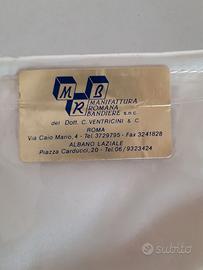 M
B
R
MANIFATTURA
ROMANA
BANDIERE s.n.c.
del Dott. C. VENTRICINI & C.
ROMA
Via Caio Mario, 4 - Tel. 3729795 - Fax 3241828
ALBANO LAZIALE
Piazza Carducci, 20 - Tel. 06/9323424
subito